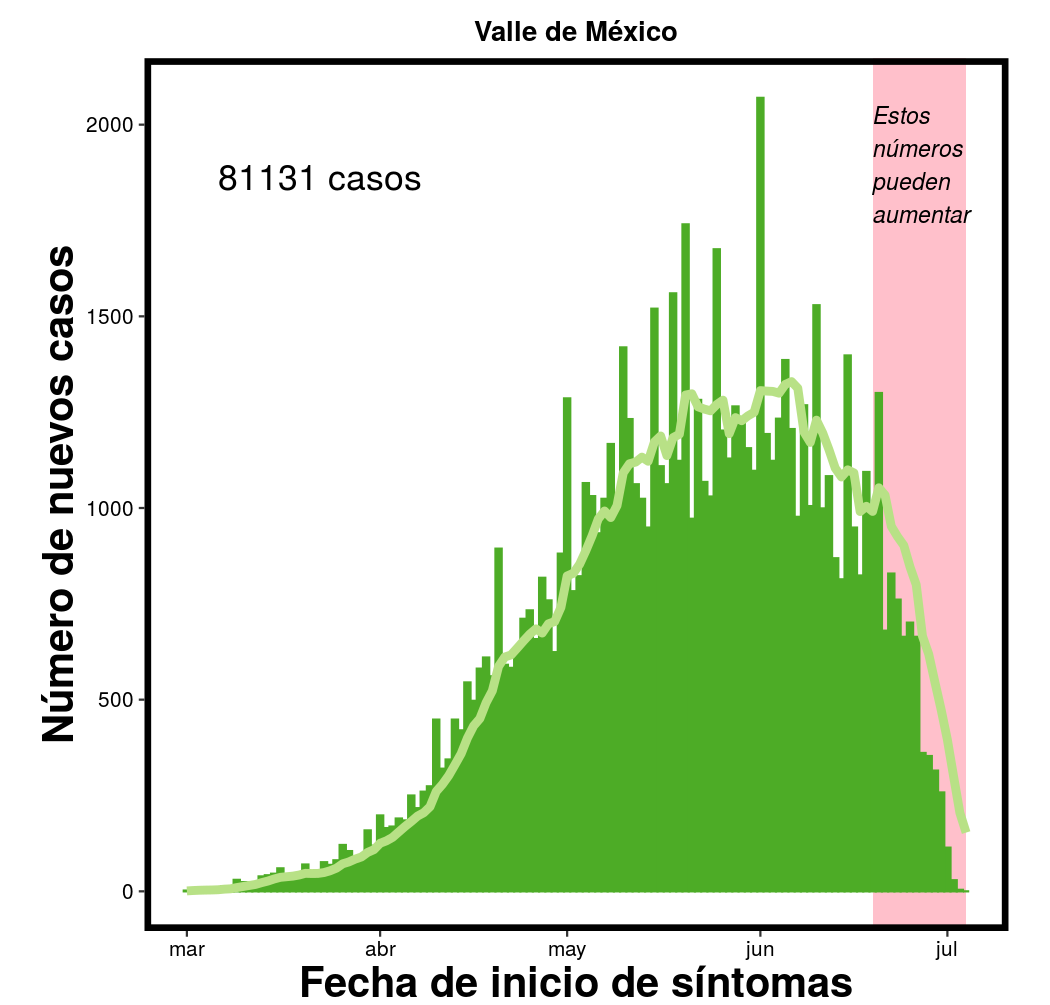 Valle de México
Número de nuevos casos
2000
1500
1000
500
0
81131 casos
Estos
números
pueden
aumentar
mar
abr
may
jun
jul
Fecha de inicio de síntomas